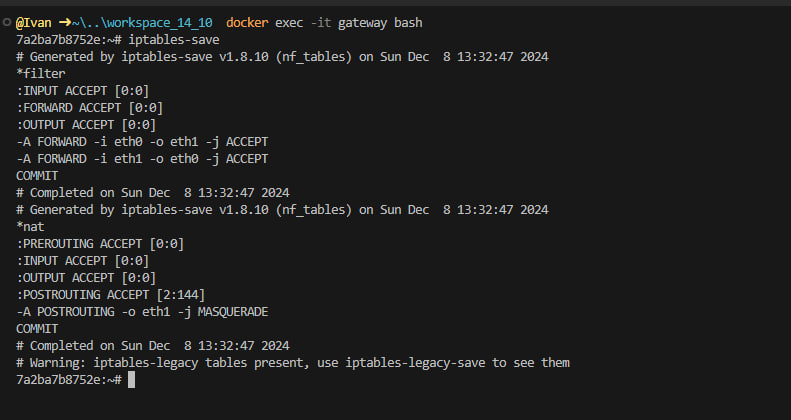 @Ivan ➜~\..\workspace_14_10 docker exec -it gateway bash
7a2ba7b8752e:~# iptables-save
# Generated by iptables-save v1.8.10 (nf_tables) on Sun Dec  8 13:32:47 2024
*filter
:INPUT ACCEPT [0:0]
:FORWARD ACCEPT [0:0]
:OUTPUT ACCEPT [0:0]
-A FORWARD -i eth0 -o eth1 -j ACCEPT
-A FORWARD -i eth1 -o eth0 -j ACCEPT
COMMIT
# Completed on Sun Dec  8 13:32:47 2024
# Generated by iptables-save v1.8.10 (nf_tables) on Sun Dec  8 13:32:47 2024
*nat
:PREROUTING ACCEPT [0:0]
:INPUT ACCEPT [0:0]
:OUTPUT ACCEPT [0:0]
:POSTROUTING ACCEPT [2:144]
-A POSTROUTING -o eth1 -j MASQUERADE
COMMIT
# Completed on Sun Dec  8 13:32:47 2024
# Warning: iptables-legacy tables present, use iptables-legacy-save to see them
7a2ba7b8752e:~#